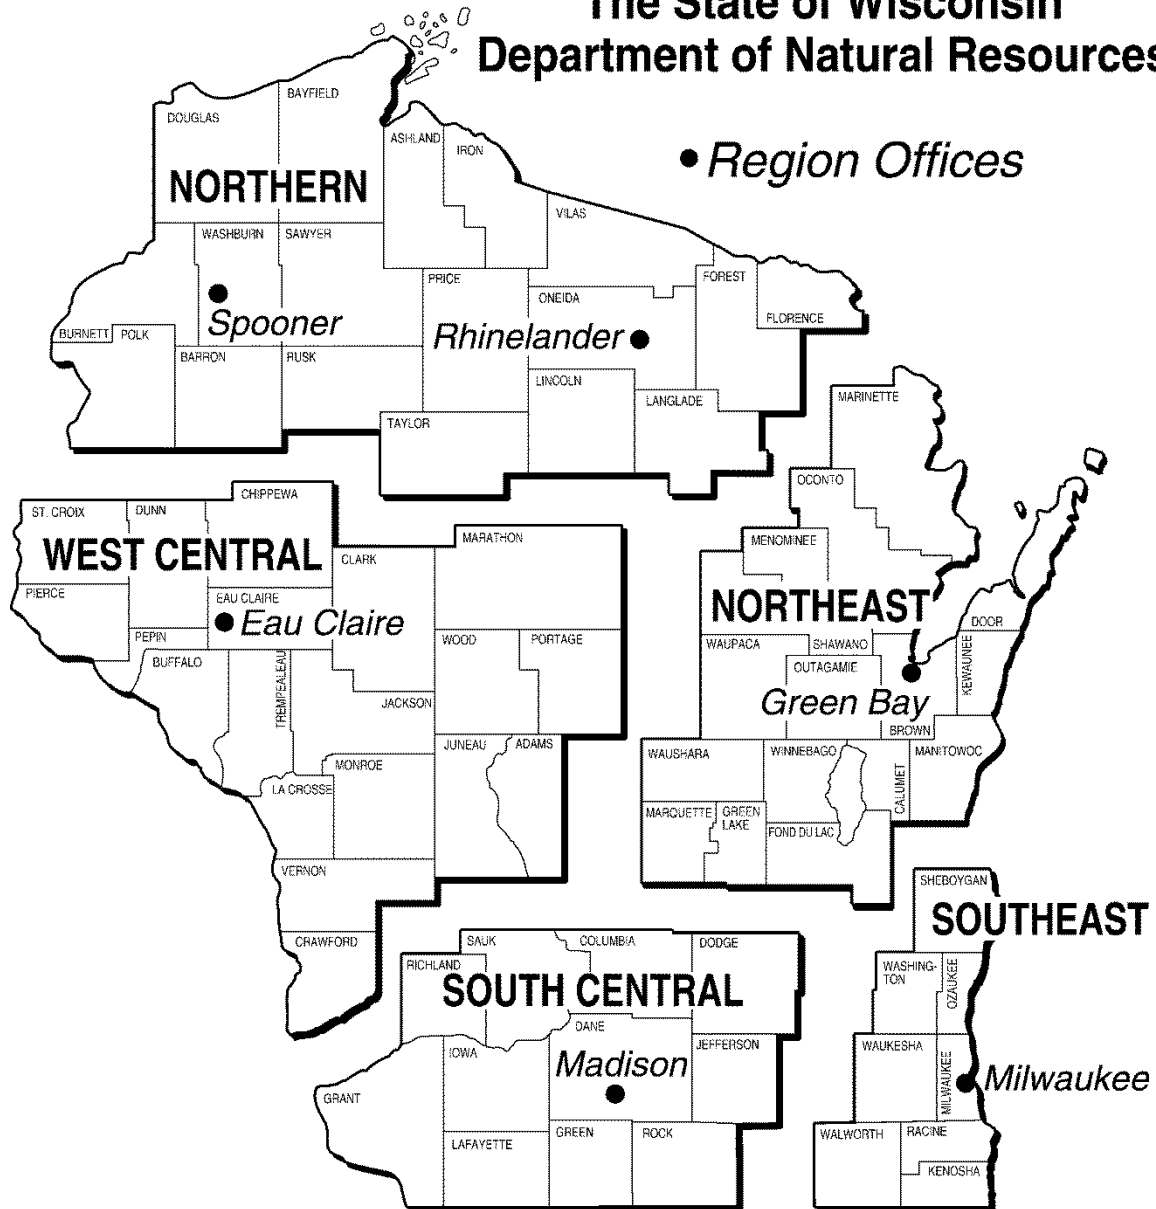 The State of Wisconsin
Department of Natural Resources
Region Offices
BAYFIELD
DOUGLAS
ASHLAND
IRON
NORTHERN
VILAS
WASHBURN
SAWYER
PRICE
FOREST
ONEIDA
FLORENCE
Spooner
Rhinelander
BURNETT
POLK
BARRON
RUSK
LINCOLN
LANGLADE
TAYLOR
MARINETTE
OCONTO
MENOMINEE
NORTHEAST
DOOR
WAUPACA
SHAWANO
OUTAGAMIE
KEWAUNEE
Green Bay
BROWN
WAUSHARA
WINNEBAGO
MANITOWOC
CALUMET
MARQUETTE
GREEN
LAKE
FOND DU LAC
CHIPPEWA
ST. CROIX
DUNN
WEST CENTRAL
CLARK
MARATHON
PIERCE
EAU CLAIRE
Eau Claire
PEPIN
WOOD
PORTAGE
BUFFALO
TREMPEALEAU
JACKSON
JUNEAU
ADAMS
MONROE
LA CROSSE
VERNON
CRAWFORD
SAUK
COLUMBIA
DODGE
RICHLAND
SOUTH CENTRAL
DANE
IOWA
JEFFERSON
Madison
GRANT
LAFAYETTE
GREEN
ROCK
SHEBOYGAN
SOUTHEAST
WASHING-
TON
OZAUKEE
WAUKESHA
MILWAUKEE
Milwaukee
WALWORTH
RACINE
KENOSHA